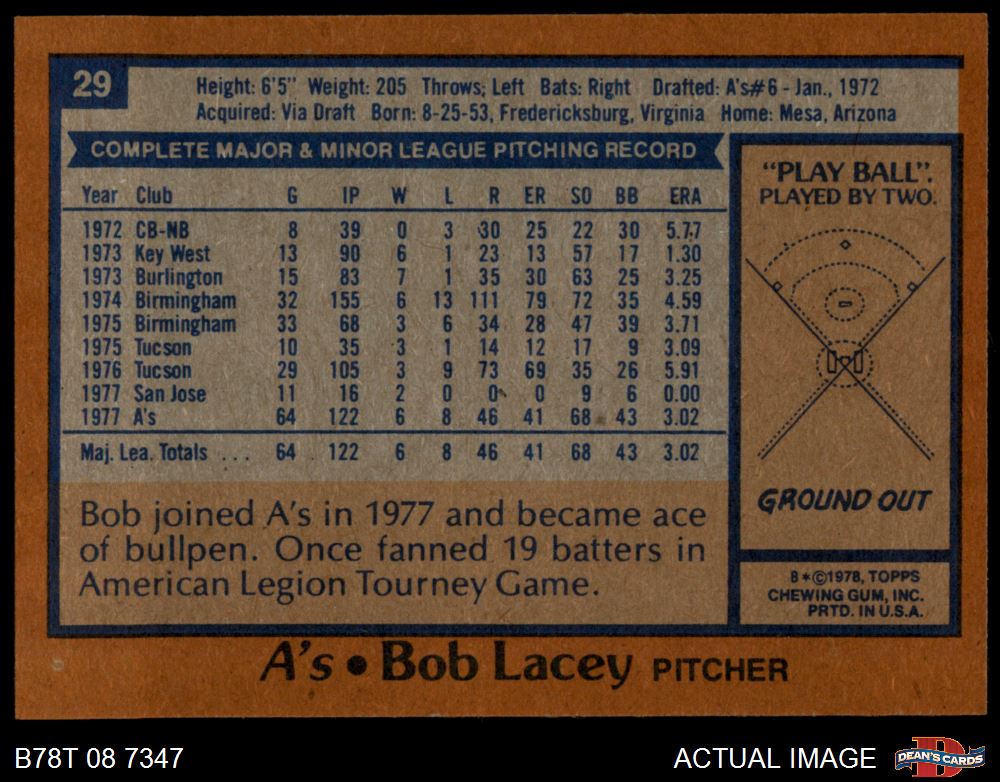 29
Height: 6'5" Weight: 205 Throws: Left Bats: Right Drafted: A's#6 - Jan., 1972
Acquired: Via Draft Born: 8-25-53, Fredericksburg, Virginia Home: Mesa, Arizona
COMPLETE MAJOR & MINOR LEAGUE PITCHING RECORD
Year Club G IP W L R ER SO BB ERA
1972 CB-NB 8 39 0 3 30 25 22 30 5.77
1973 Key West 13 90 6 1 23 13 57 17 1.30
1973 Burlington 15 83 7 1 35 30 63 25 3.25
1974 Birmingham 32 155 6 13 111 79 72 35 4.59
1975 Birmingham 33 68 3 6 34 28 47 39 3.71
1975 Tucson 10 35 3 1 14 12 17 9 3.09
1976 Tucson 29 105 3 9 73 69 35 26 5.91
1977 San Jose 11 16 2 0 0 0 9 6 0.00
1977 A's 64 122 6 8 46 41 68 43 3.02
Maj. Lea. Totals ... 64 122 6 8 46 41 68 43 3.02
Bob joined A's in 1977 and became ace
of bullpen. Once fanned 19 batters in
American Legion Tourney Game.
"PLAY BALL".
PLAYED BY TWO.
GROUND OUT
B*©1978, TOPPS
CHEWING GUM, INC.
PRTD. IN U.S.A.
A's • Bob Lacey PITCHER
B78T 08 7347
ACTUAL IMAGE
D
DEAN'S CARDS